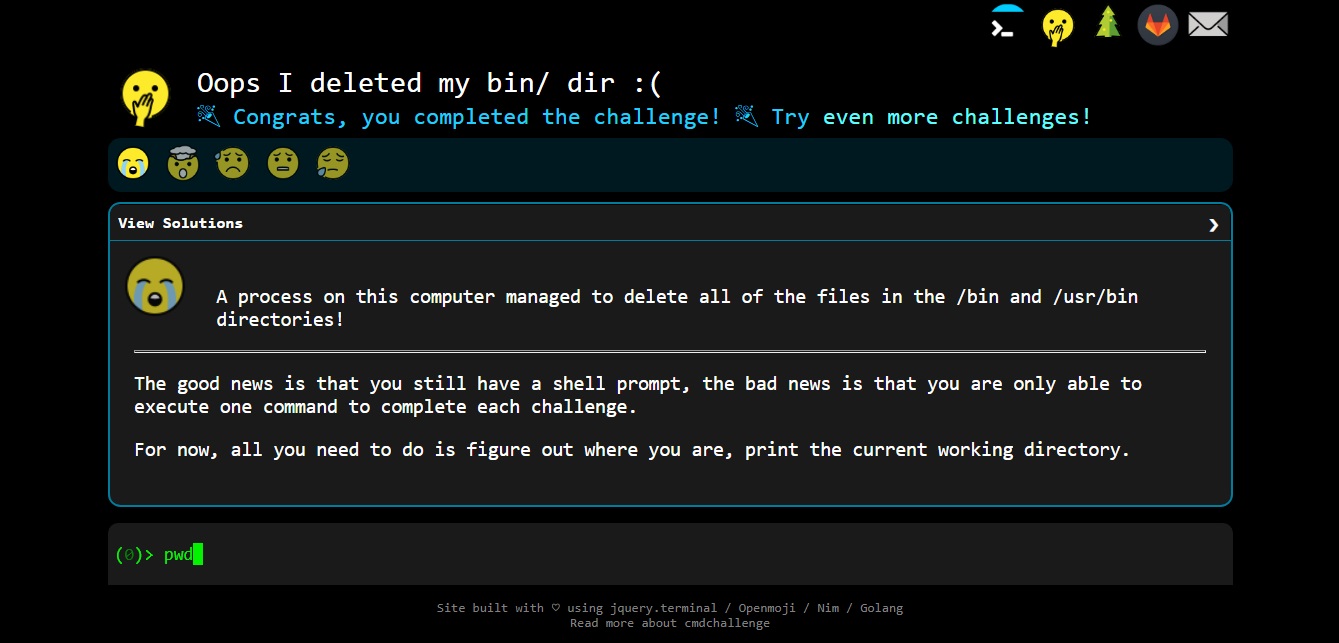 Oops I deleted my bin/ dir :(
Congrats, you completed the challenge! Try even more challenges!
View Solutions
A process on this computer managed to delete all of the files in the /bin and /usr/bin
directories!
The good news is that you still have a shell prompt, the bad news is that you are only able to
execute one command to complete each challenge.
For now, all you need to do is figure out where you are, print the current working directory.
(0)> pwd
Site built with ♡ using jquery.terminal / Openmoji / Nim / Golang
Read more about cmdchallenge